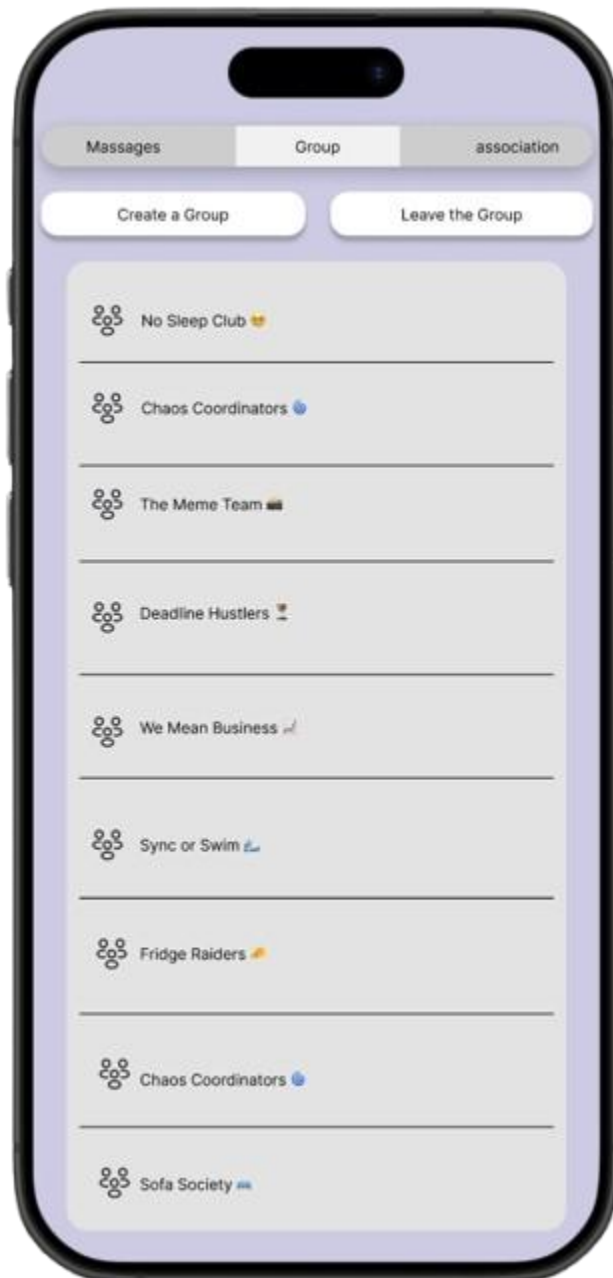 Massages Group association
Create a Group Leave the Group
No Sleep Club 🤓
Chaos Coordinators 🌀
The Meme Team 📸
Deadline Hustlers ⏳
We Mean Business 📈
Sync or Swim 🌊
Fridge Raiders 🧀
Chaos Coordinators 🌀
Sofa Society 🛋️